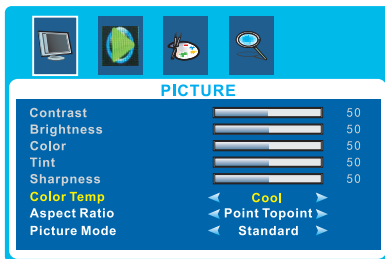 PICTURE
Contrast 50
Brightness 50
Color 50
Tint 50
Sharpness 50
Color Temp Cool
Aspect Ratio Point Topoint
Picture Mode Standard